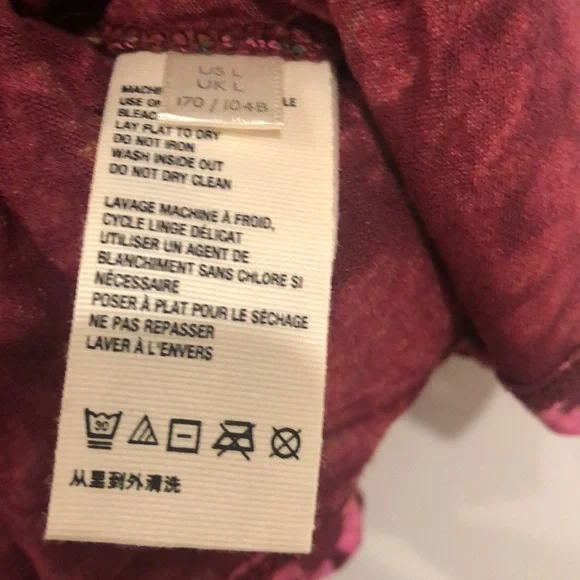 US L
UK L
170 / 104B
USE
BLEAC
LAY FLAT TO DRY
DO NOT IRON
WASH INSIDE OUT
DO NOT DRY CLEAN
LAVAGE MACHINE À FROID,
CYCLE LINGE DÉLICAT
UTILISER UN AGENT DE
BLANCHIMENT SANS CHLORE SI
NÉCESSAIRE
POSER À PLAT POUR LE SÉCHAGE
NE PAS REPASSER
LAVER À L'ENVERS
从里到外清洗